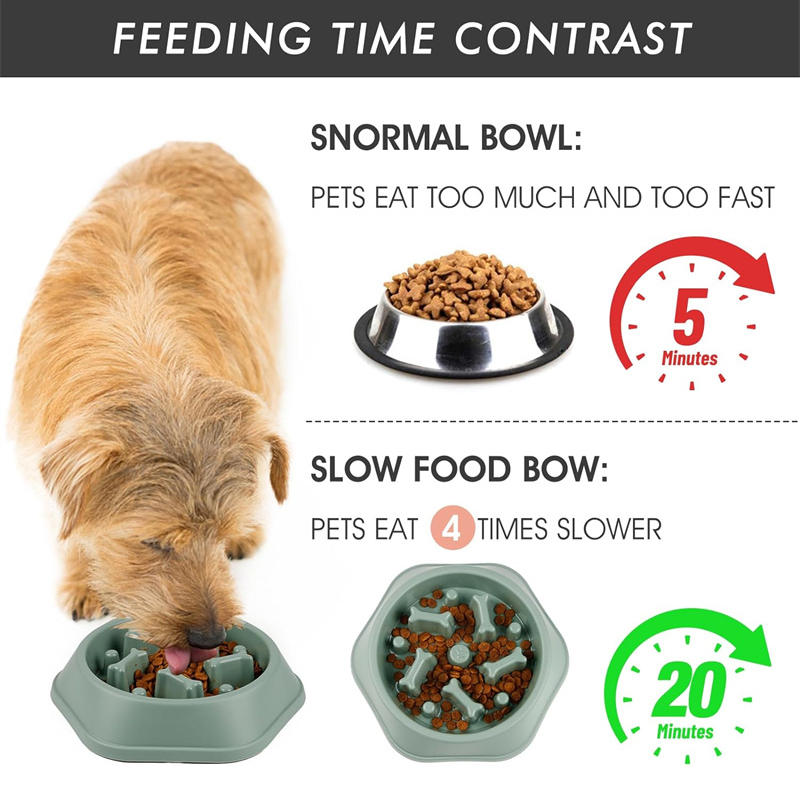 FEEDING TIME CONTRAST
SNORMAL BOWL:
PETS EAT TOO MUCH AND TOO FAST
5
Minutes
SLOW FOOD BOW:
PETS EAT 4 TIMES SLOWER
20
Minutes